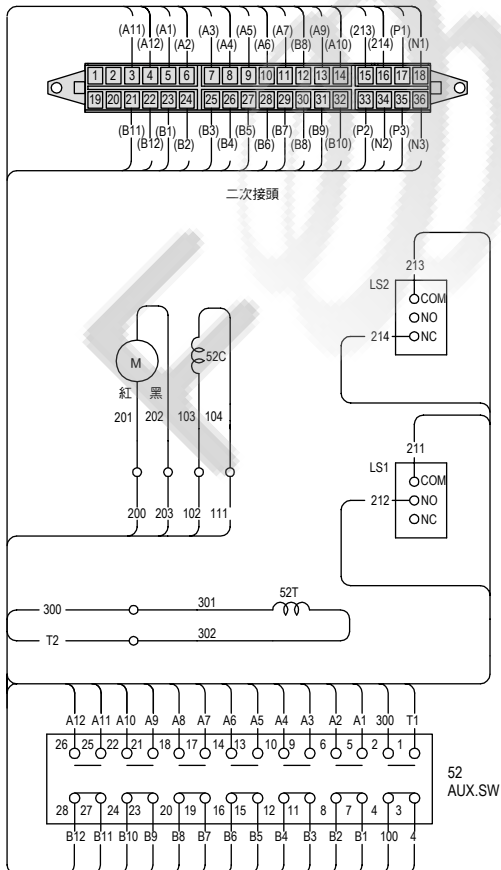 (A11) (A1) (A3) (A5) (A7) (A9) (213) (P1)
(A12) (A2) (A4) (A6) (B8) (A10) (214) (N1)
1 2 3 4 5 6 7 8 9 10 11 12 13 14 15 16 17 18
19 20 21 22 23 24 25 26 27 28 29 30 31 32 33 34 35 36
(B11) (B1) (B3) (B5) (B7) (B9) (P2) (P3)
(B12) (B2) (B4) (B6) (B8) (B10) (N2) (N3)
二次接頭
213
LS2
COM
NO
214 NC
52C
M
紅 黑
201 202 103 104
211
LS1
COM
212 NO
NC
200 203 102 111
300 301 52T
T2 302
A12 A11 A10 A9 A8 A7 A6 A5 A4 A3 A2 A1 300 T1
26 25 22 21 18 17 14 13 10 9 6 5 2 1
52
AUX.SW
28 27 24 23 20 19 16 15 12 11 8 7 4 3
B12 B11 B10 B9 B8 B7 B6 B5 B4 B3 B2 B1 100 4